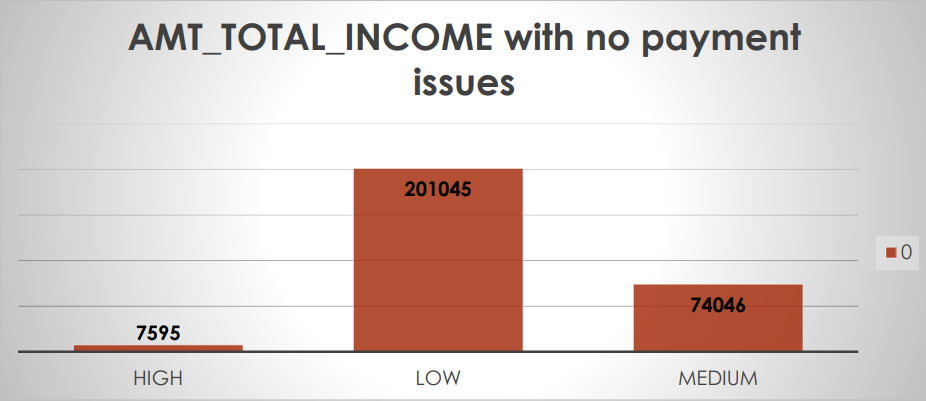 AMT_TOTAL_INCOME with no payment
issues
201045
74046
7595
0
HIGH
LOW
MEDIUM